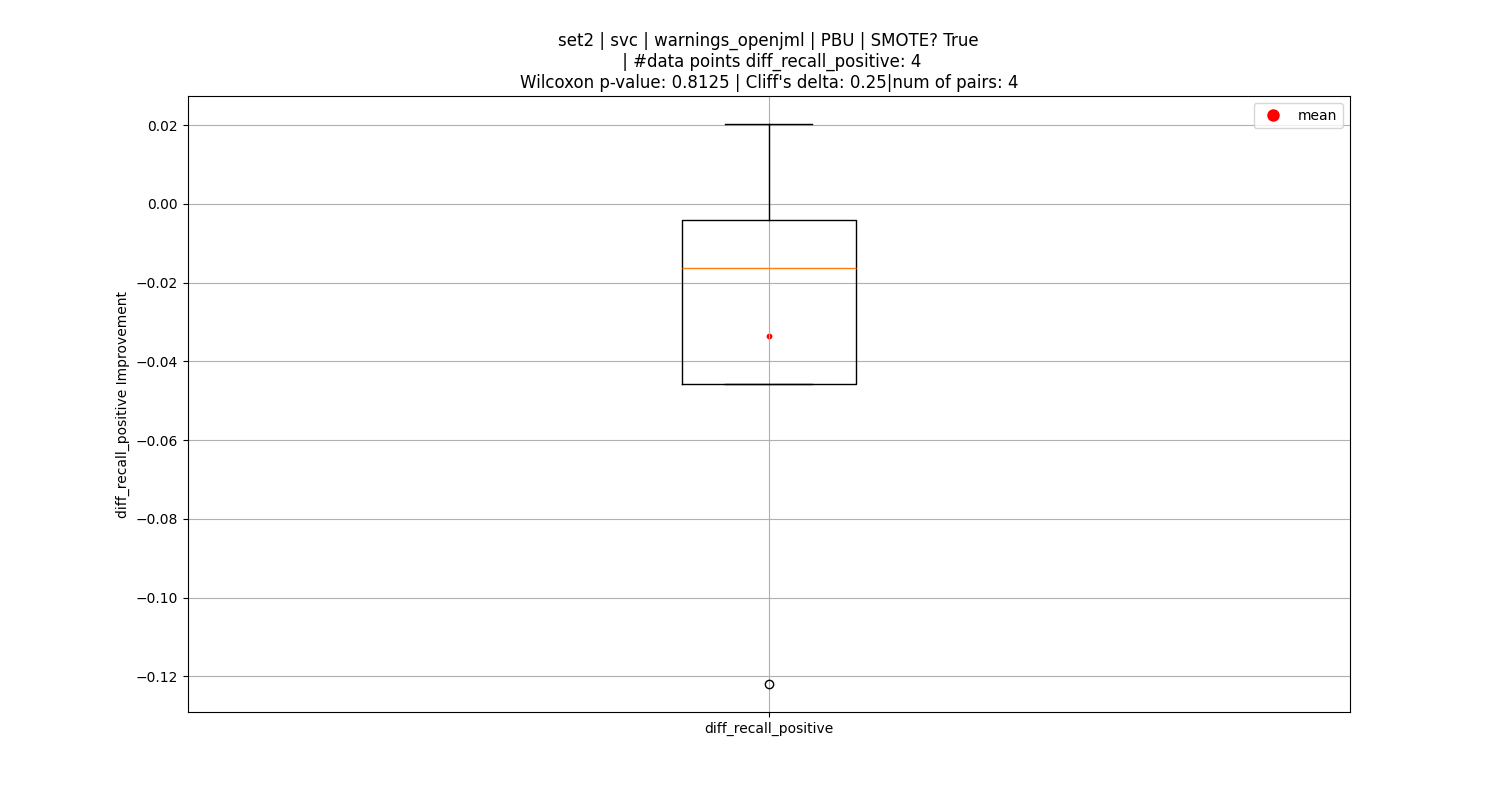 set2 | svc | warnings_openjml | PBU | SMOTE? True
| #data points diff_recall_positive: 4
Wilcoxon p-value: 0.8125 | Cliff's delta: 0.25|num of pairs: 4
mean
0.02
0.00
−0.02
−0.04
−0.06
−0.08
−0.10
−0.12
diff_recall_positive Improvement
diff_recall_positive